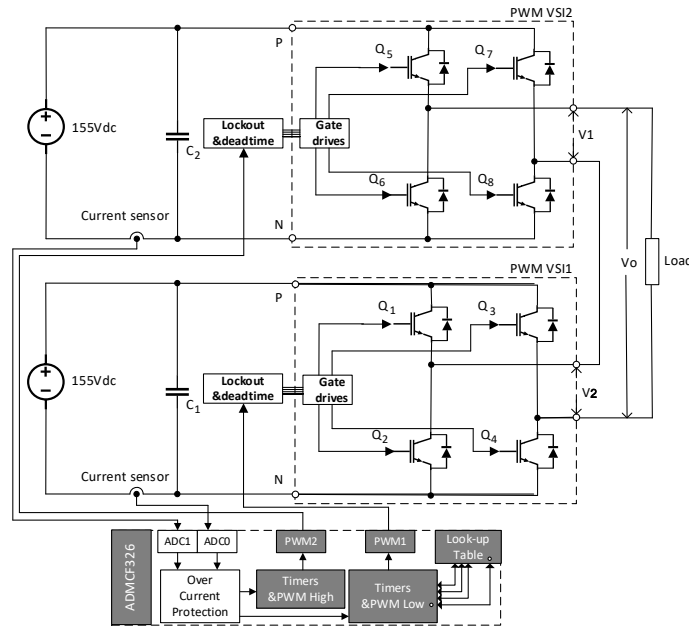 PWM VSI2
P
Q5
Q7
155Vdc
Lockout
&deadtime
Gate
drives
V1
C2
Q6
Q8
Current sensor
N
Vo
Load
PWM VSI1
P
Q1
Q3
155Vdc
Lockout
&deadtime
Gate
drives
V2
C1
Q2
Q4
Current sensor
N
ADMCF326
ADC1
ADC0
PWM2
PWM1
Look-up
Table
Over
Current
Protection
Timers
&PWM High
Timers
&PWM Low